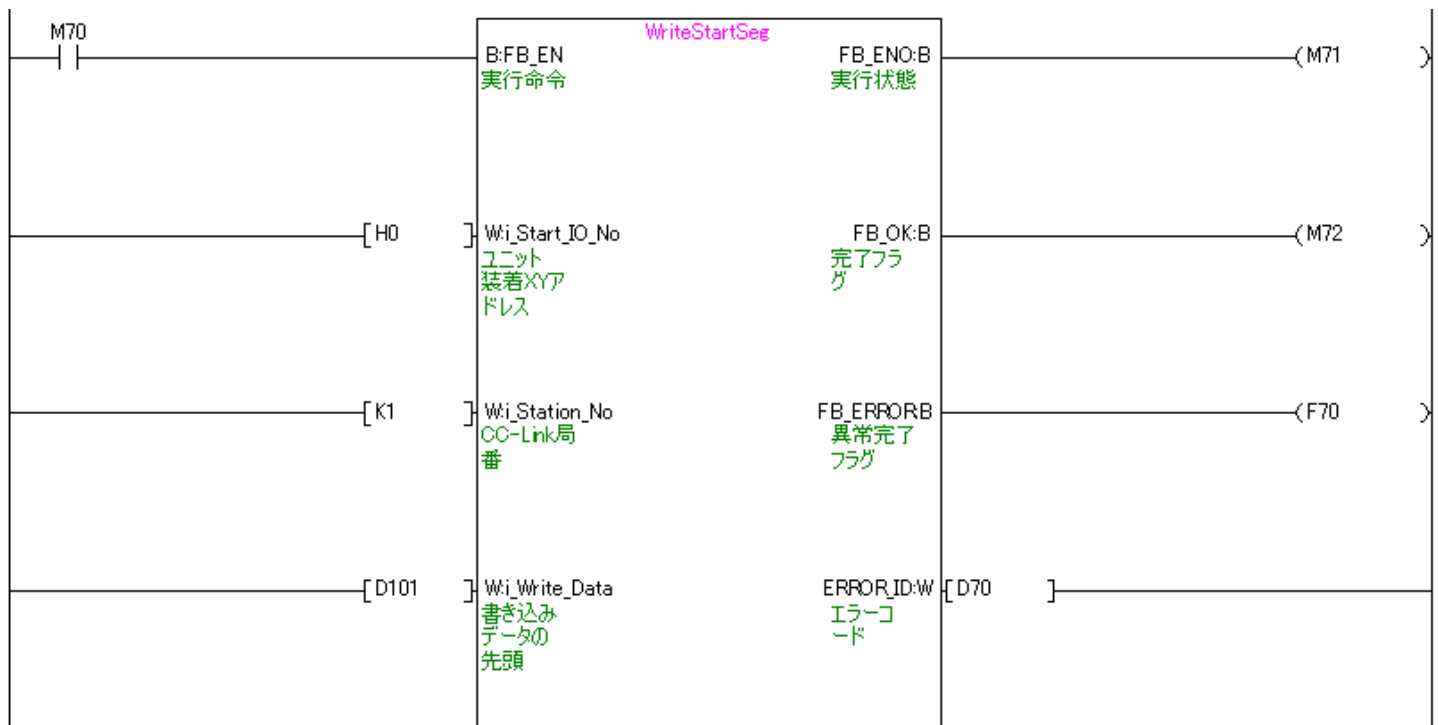 M70
WriteStartSeg
B:FB_EN
FB_ENO:B
(M71 )
実行命令
実行状態
[H0 ]
W:i_Start_IO_No
FB_OK:B
(M72 )
ユニット
装着XYア
ドレス
完了フラ
グ
[K1 ]
W:i_Station_No
FB_ERROR:B
(F70 )
CC-Link局
番
異常完了
フラグ
[D101 ]
W:i_Write_Data
ERROR_ID:W
[D70 ]
書き込み
データの
先頭
エラーコ
ード